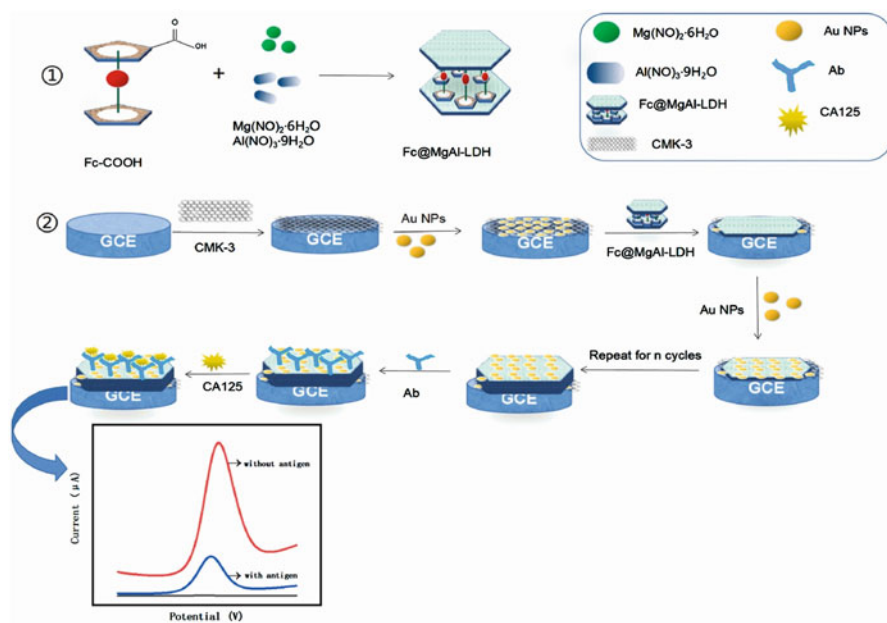 ①
O
OH
+
Mg(NO)₂·6H₂O
Al(NO)₃·9H₂O
Fc-COOH
Fc@MgAl-LDH
Mg(NO)₂·6H₂O
Au NPs
Al(NO)₃·9H₂O
Ab
Fc@MgAl-LDH
CA125
CMK-3
②
GCE
CMK-3
GCE
Au NPs
GCE
Fc@MgAl-LDH
GCE
Au NPs
GCE
Repeat for n cycles
GCE
Ab
GCE
CA125
GCE
Current (μA)
without antigen
with antigen
Potential (V)